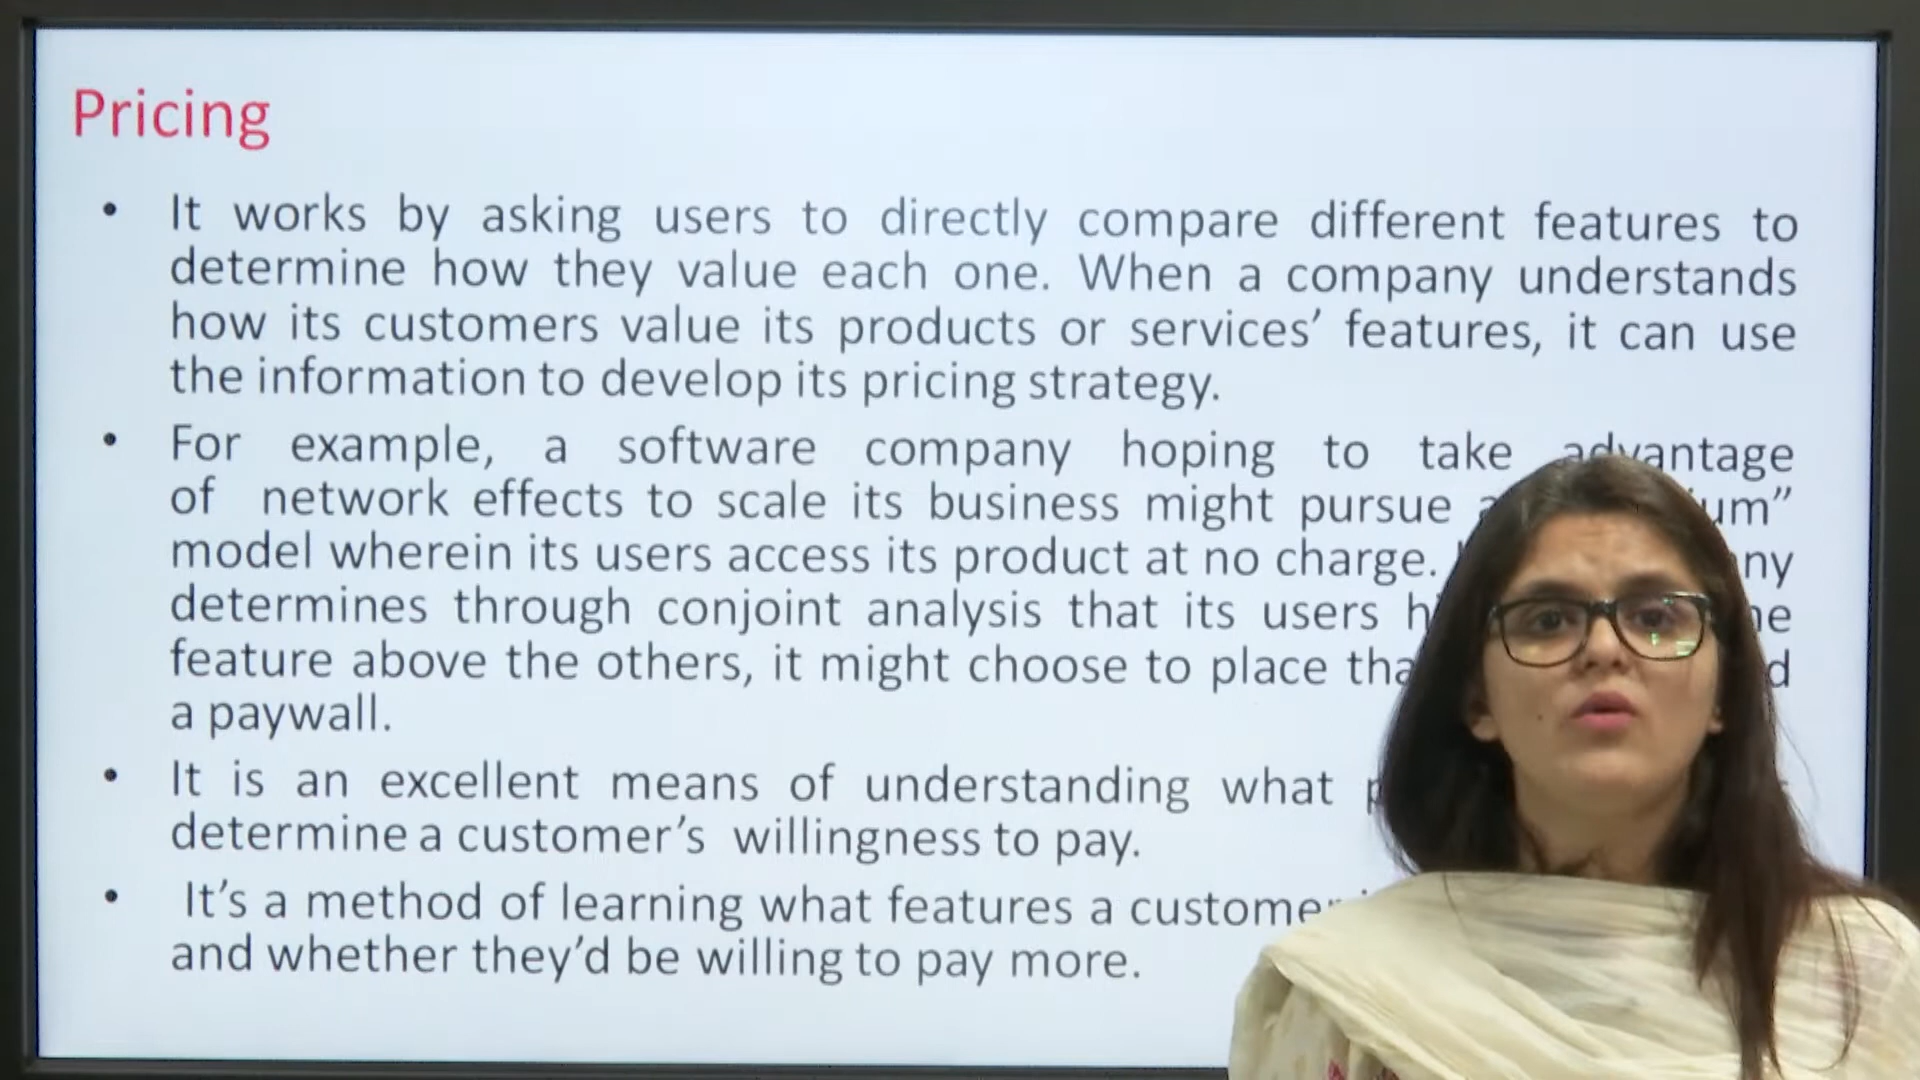 Pricing
• It works by asking users to directly compare different features to
determine how they value each one. When a company understands
how its customers value its products or services’ features, it can use
the information to develop its pricing strategy.
• For example, a software company hoping to take advantage
of network effects to scale its business might pursue
model wherein its users access its product at no charge.
determines through conjoint analysis that its users
feature above the others, it might choose to place
a paywall.
• It is an excellent means of understanding what
determine a customer’s willingness to pay.
• It’s a method of learning what features a
and whether they’d be willing to pay more.